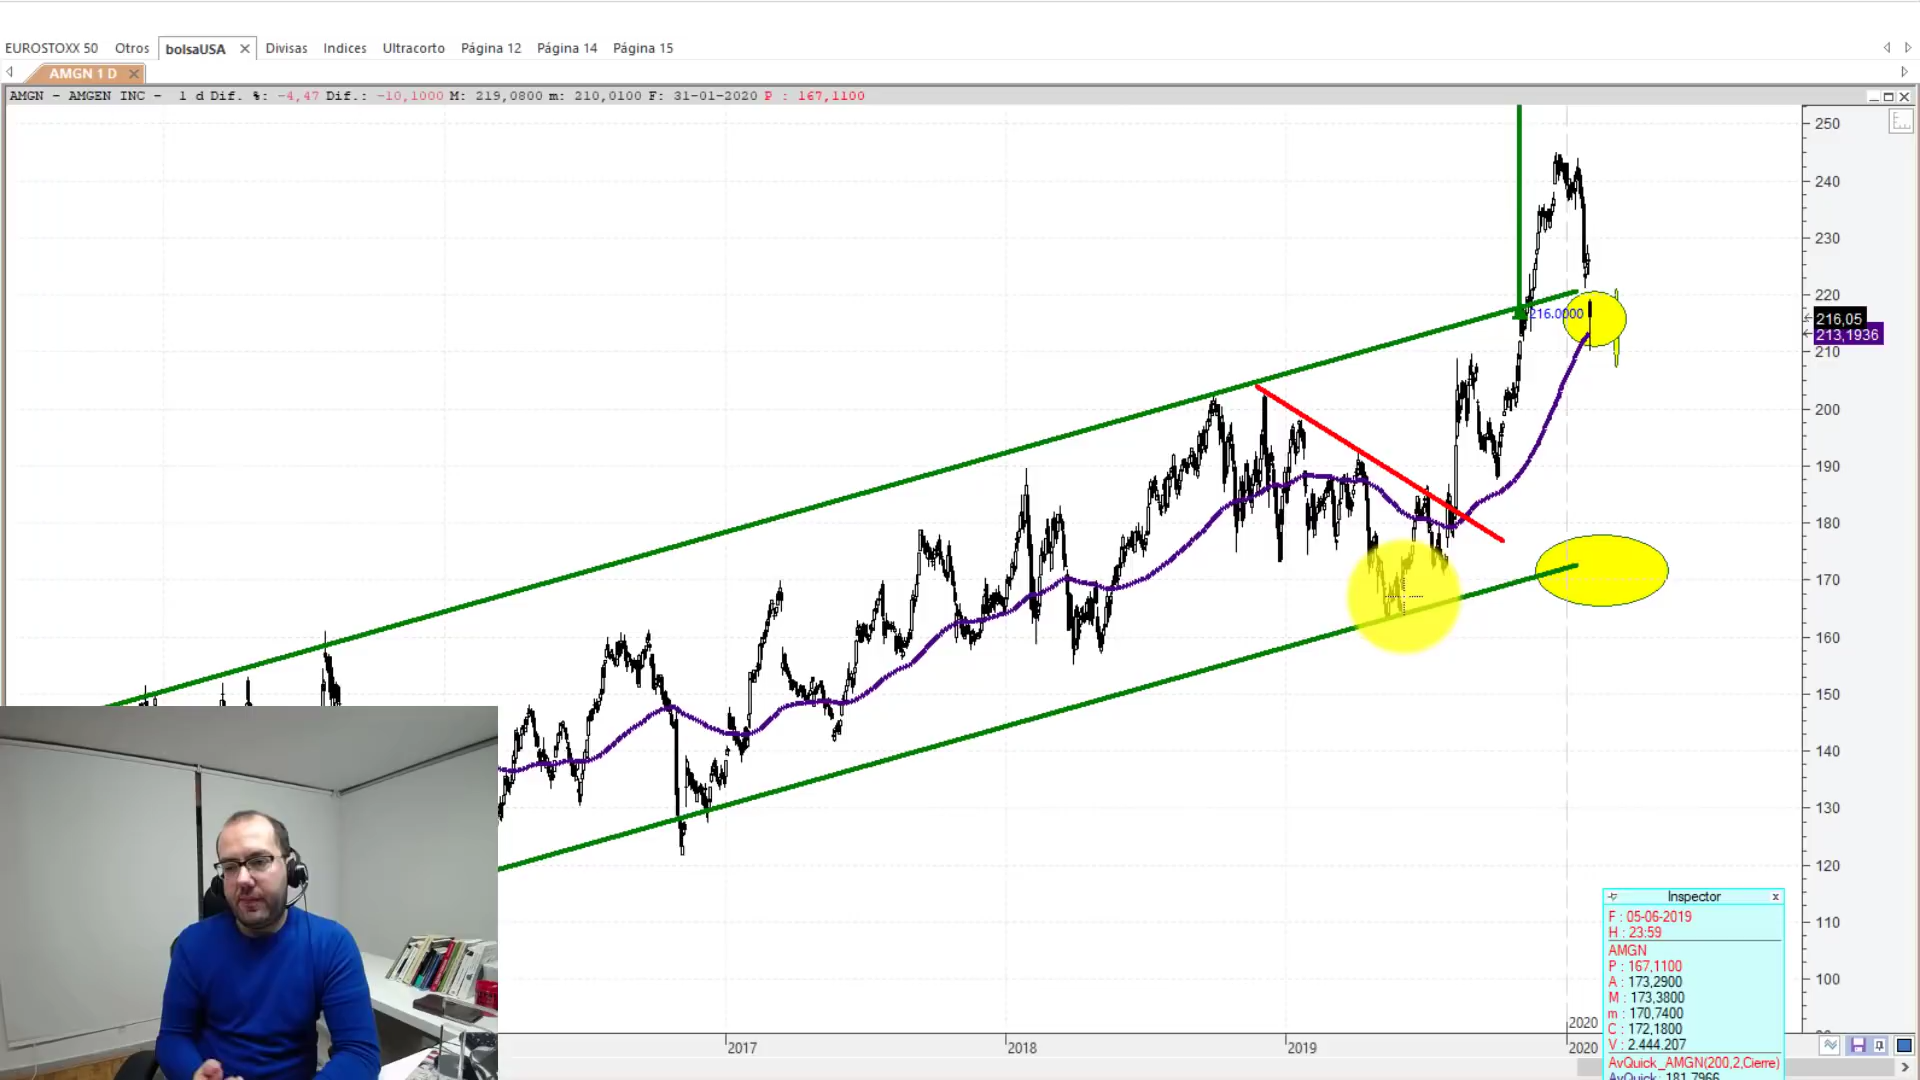 EUROSTOXX 50 Otros bolsaUSA Divisas Indices Ultracorto Página 12 Página 14 Página 15
AMGN 1 D
AMGN - AMGEN INC - 1 d Dif. %: -4,47 Dif.: -10,1000 M: 219,0800 m: 210,0100 F: 31-01-2020 P : 167,1100
250
240
230
220
216.0000
216,05
213,1936
210
200
190
180
170
160
150
140
130
120
110
100
Inspector
F : 05-06-2019
H : 23:59
AMGN
P : 167,1100
A : 173,2900
M : 173,3800
m : 170,7400
C : 172,1800
V : 2.444.207
AvQuick_AMGN(200,2,Cierre)
AvQuick: 181,7966
2020
2017 2018 2019 2020